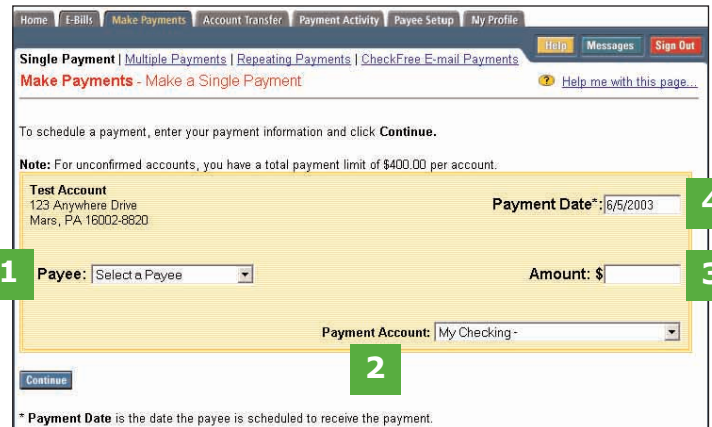 Home E-Bills Make Payments Account Transfer Payment Activity Payee Setup My Profile
Help Messages Sign Out
Single Payment | Multiple Payments | Repeating Payments | CheckFree E-mail Payments
Make Payments - Make a Single Payment
? Help me with this page...
To schedule a payment, enter your payment information and click Continue.
Note: For unconfirmed accounts, you have a total payment limit of $400.00 per account.
Test Account
123 Anywhere Drive
Mars, PA 16002-8820
Payment Date*: 6/5/2003 4
1 Payee: Select a Payee
Amount: $ 3
Payment Account: My Checking -
2
Continue
* Payment Date is the date the payee is scheduled to receive the payment.